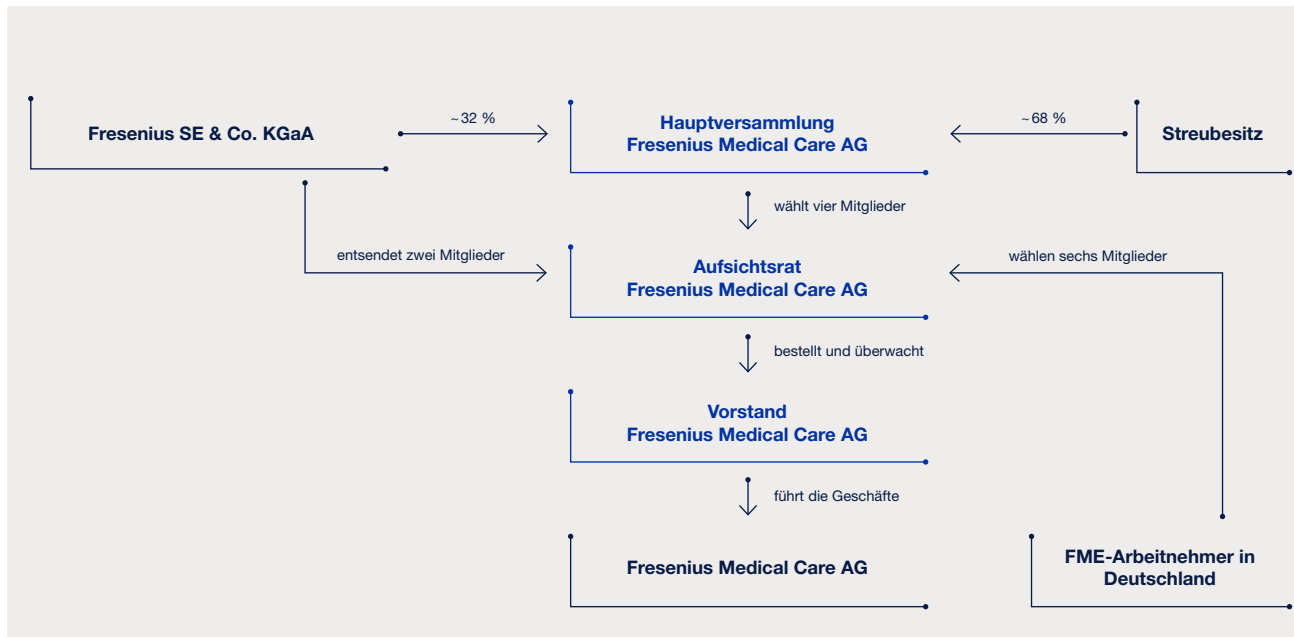 Fresenius SE & Co. KGaA
~32 %
Hauptversammlung
Fresenius Medical Care AG
~68 %
Streubesitz
wählt vier Mitglieder
entsendet zwei Mitglieder
Aufsichtsrat
Fresenius Medical Care AG
wählen sechs Mitglieder
bestellt und überwacht
Vorstand
Fresenius Medical Care AG
führt die Geschäfte
Fresenius Medical Care AG
FME-Arbeitnehmer in
Deutschland